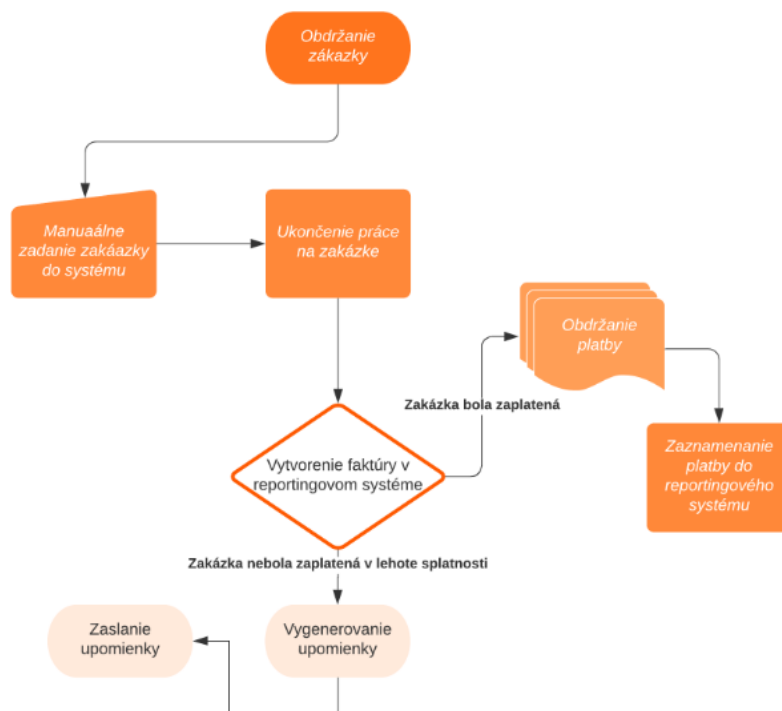 Obdržanie
zákazky
Manuaálne
zadanie zakáazky
do systému
Ukončenie práce
na zakázke
Obdržanie
platby
Zakázka bola zaplatená
Zaznamenanie
platby do
reportingového
systému
Vytvorenie faktúry v
reportingovom systéme
Zakázka nebola zaplatená v lehote splatnosti
Zaslanie
upomienky
Vygenerovanie
upomienky